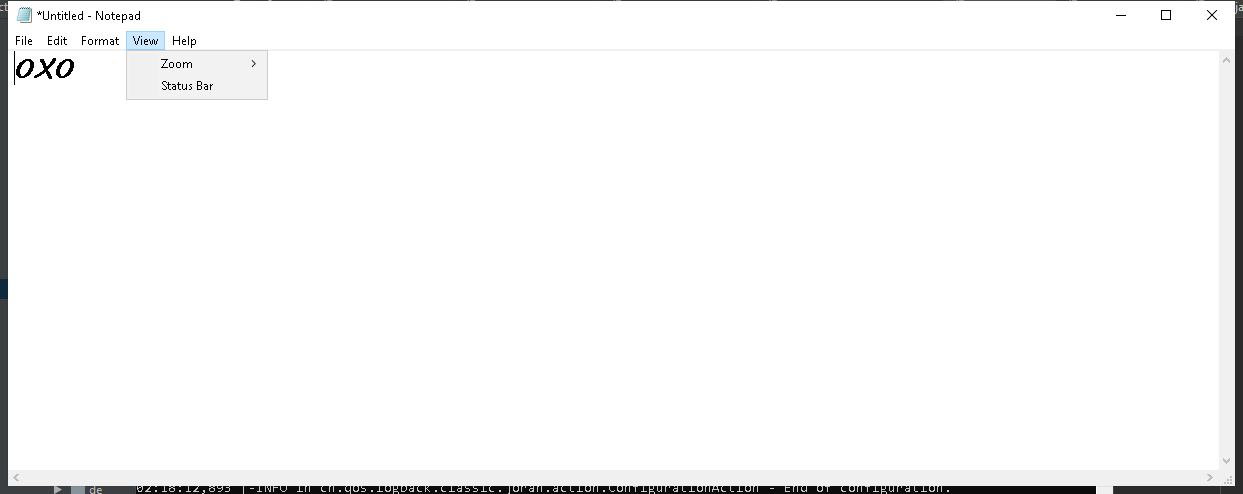 *Untitled - Notepad
File Edit Format View Help
oxo
Zoom
Status Bar
de
02:18:12,893 |-INFO in ch.qos.logback.classic.joran.action.ConfigurationAction - End of configuration.